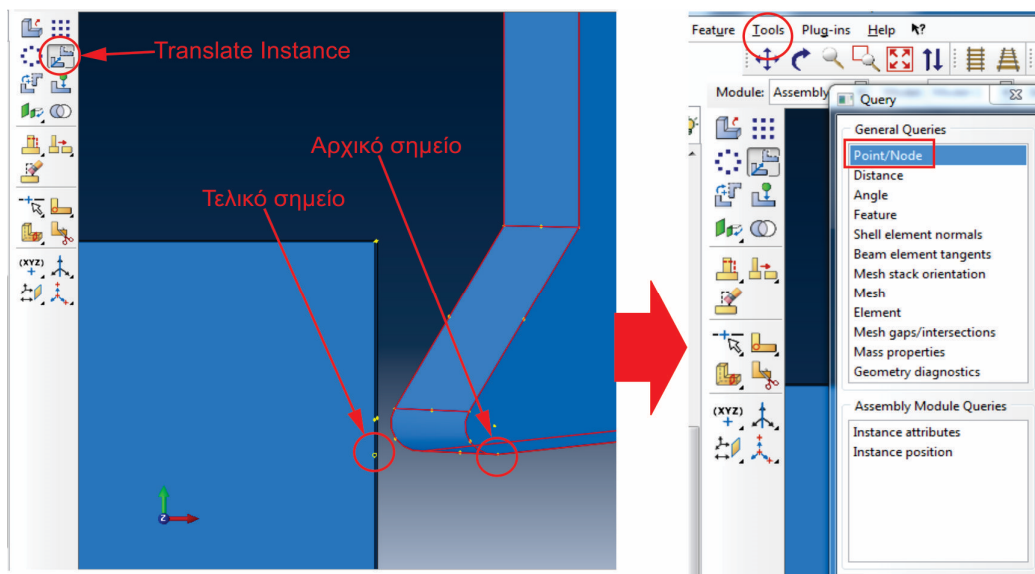 Translate Instance
Αρχικό σημείο
Τελικό σημείο
(XYZ)
Z
Feature Tools Plug-ins Help
Module: Assembly
Query
General Queries
Point/Node
Distance
Angle
Feature
Shell element normals
Beam element tangents
Mesh stack orientation
Mesh
Element
Mesh gaps/intersections
Mass properties
Geometry diagnostics
(XYZ)
Assembly Module Queries
Instance attributes
Instance position